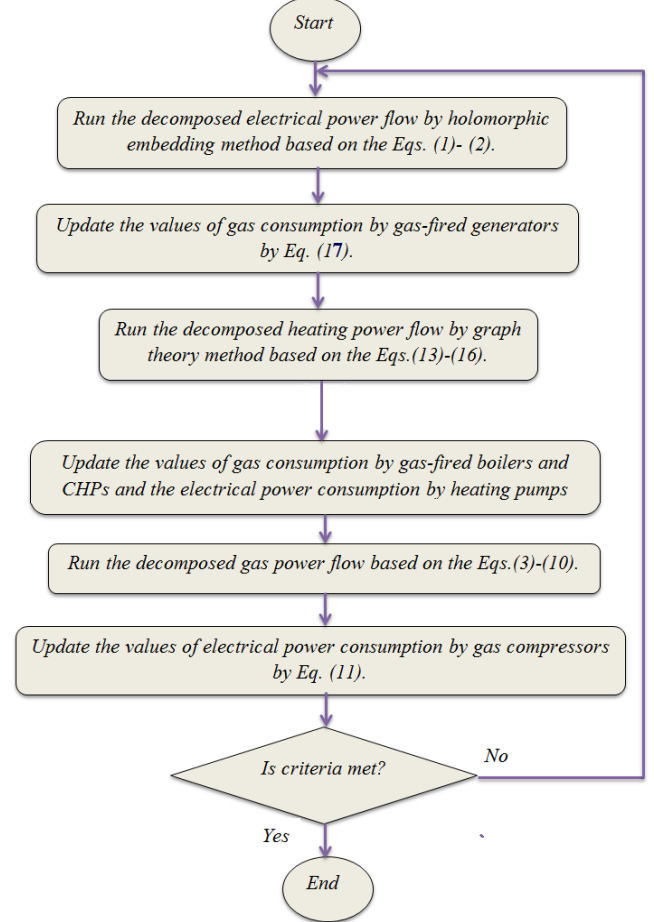 Start
Run the decomposed electrical power flow by holomorphic
embedding method based on the Eqs. (1)- (2).
Update the values of gas consumption by gas-fired generators
by Eq. (17).
Run the decomposed heating power flow by graph
theory method based on the Eqs.(13)-(16).
Update the values of gas consumption by gas-fired boilers and
CHPs and the electrical power consumption by heating pumps
Run the decomposed gas power flow based on the Eqs.(3)-(10).
Update the values of electrical power consumption by gas compressors
by Eq. (11).
Is criteria met?
No
Yes
End